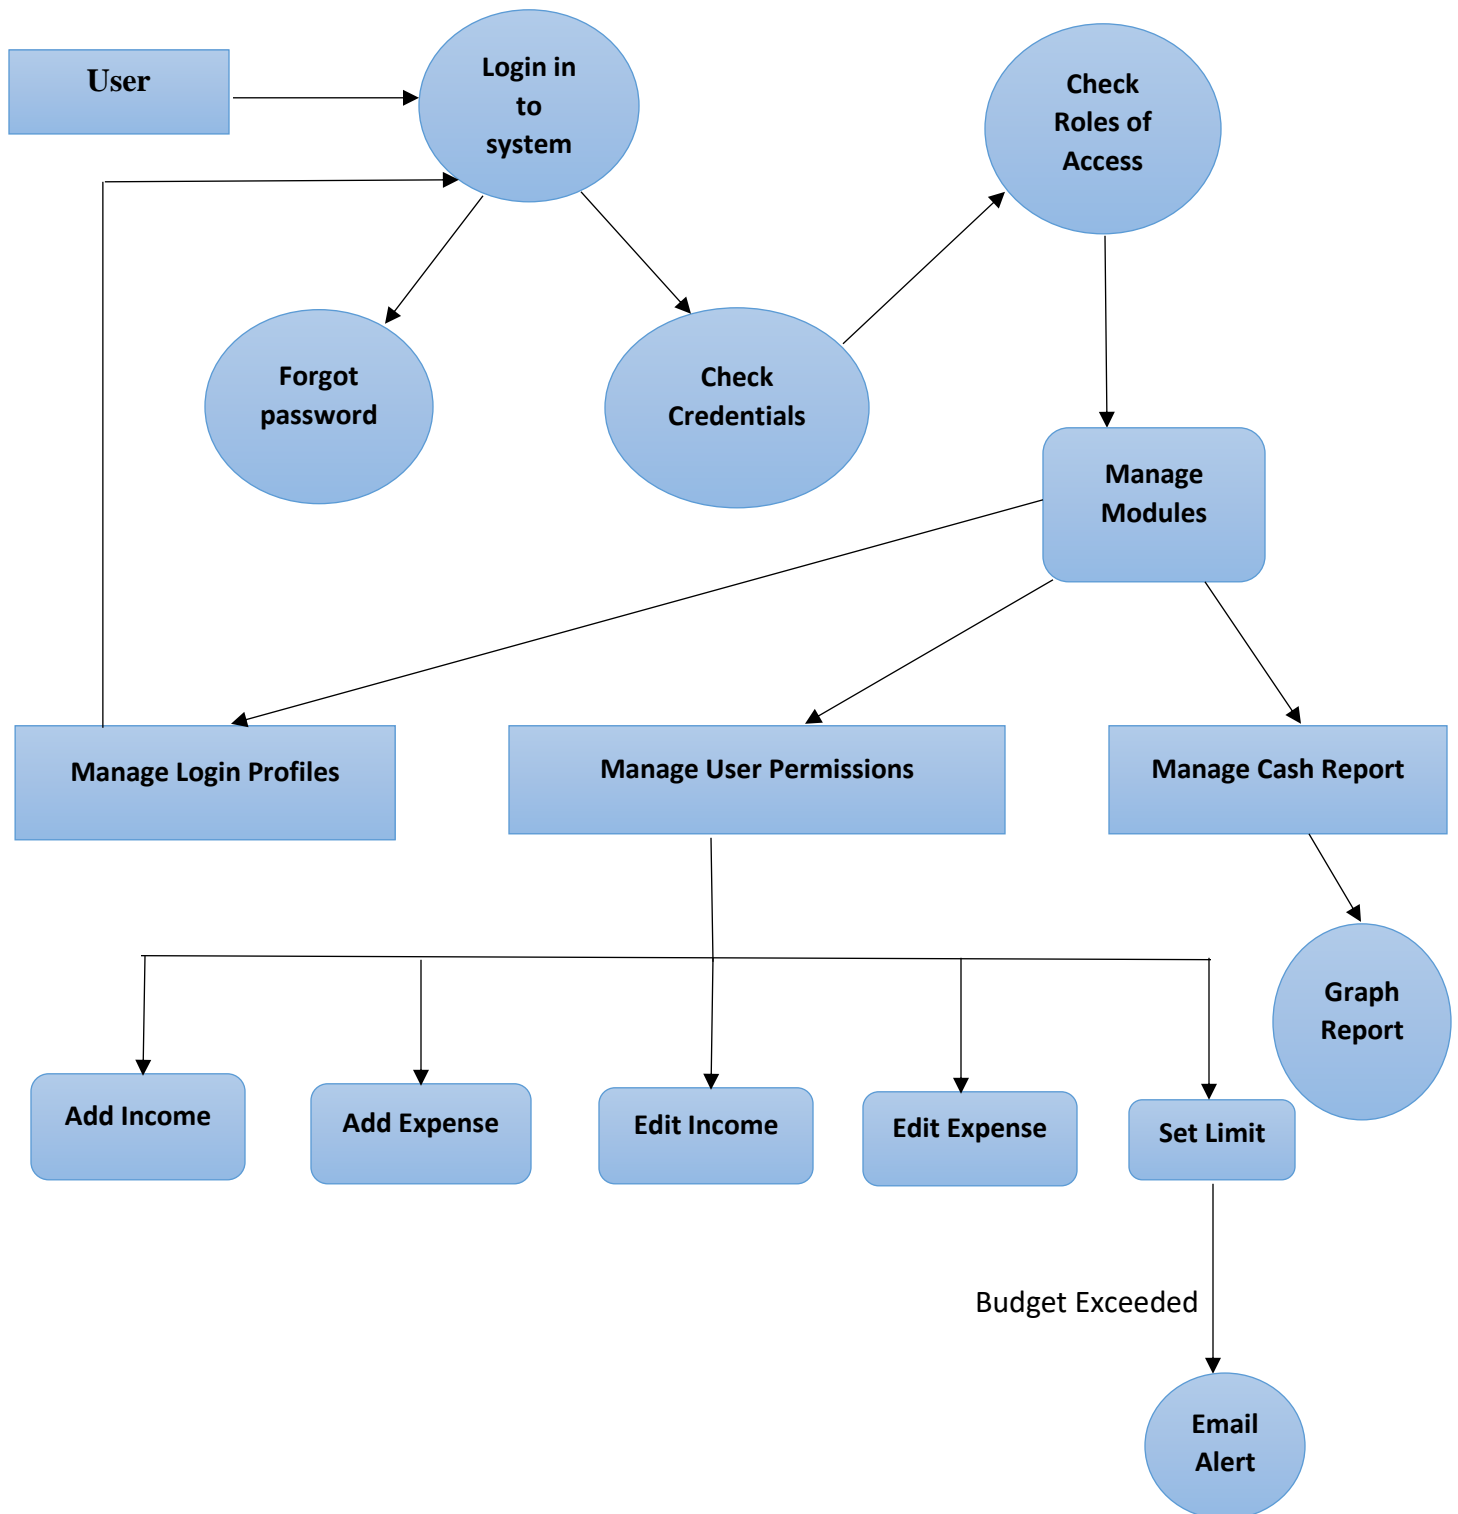 User
Login in
to
system
Check
Roles of
Access
Forgot
password
Check
Credentials
Manage
Modules
Manage Login Profiles
Manage User Permissions
Manage Cash Report
Graph
Report
Add Income
Add Expense
Edit Income
Edit Expense
Set Limit
Budget Exceeded
Email
Alert